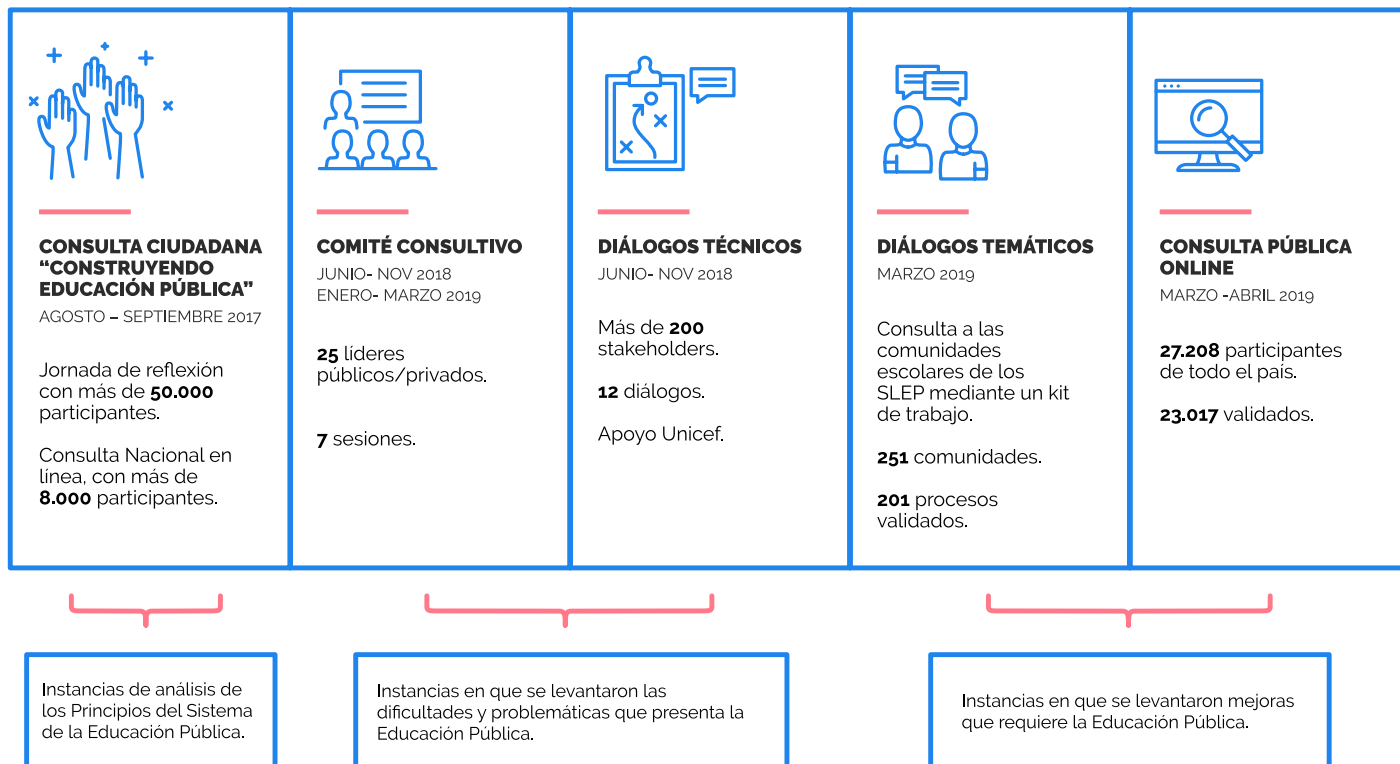 CONSULTA CIUDADANA
“CONSTRUYENDO
EDUCACIÓN PÚBLICA”
AGOSTO – SEPTIEMBRE 2017
Jornada de reflexión
con más de 50.000
participantes.
Consulta Nacional en
línea, con más de
8.000 participantes.
COMITÉ CONSULTIVO
JUNIO- NOV 2018
ENERO- MARZO 2019
25 líderes
públicos/privados.
7 sesiones.
DIÁLOGOS TÉCNICOS
JUNIO- NOV 2018
Más de 200
stakeholders.
12 diálogos.
Apoyo Unicef.
DIÁLOGOS TEMÁTICOS
MARZO 2019
Consulta a las
comunidades
escolares de los
SLEP mediante un kit
de trabajo.
251 comunidades.
201 procesos
validados.
CONSULTA PÚBLICA
ONLINE
MARZO -ABRIL 2019
27.208 participantes
de todo el país.
23.017 validados.
Instancias de análisis de
los Principios del Sistema
de la Educación Pública.
Instancias en que se levantaron las
dificultades y problemáticas que presenta la
Educación Pública.
Instancias en que se levantaron mejoras
que requiere la Educación Pública.